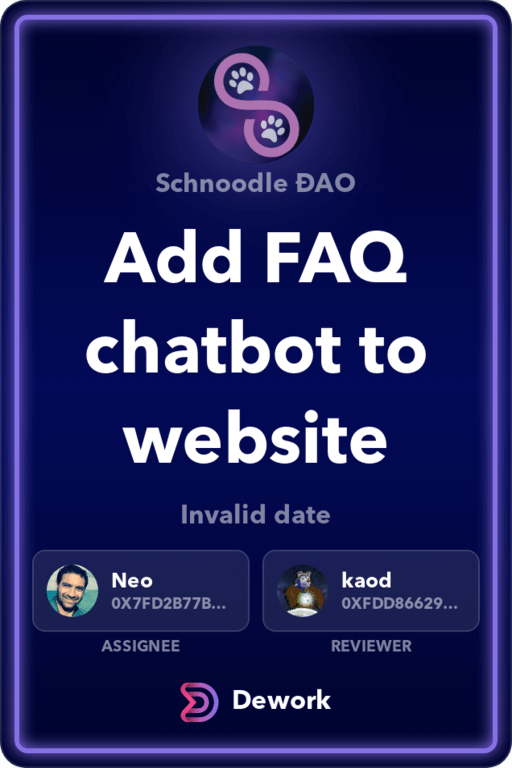 Schnoodle ĐAO
Add FAQ
chatbot to
website
Invalid date
Neo
0X7FD2B77B...
kaod
0XFDD86629...
ASSIGNEE
REVIEWER
Dework